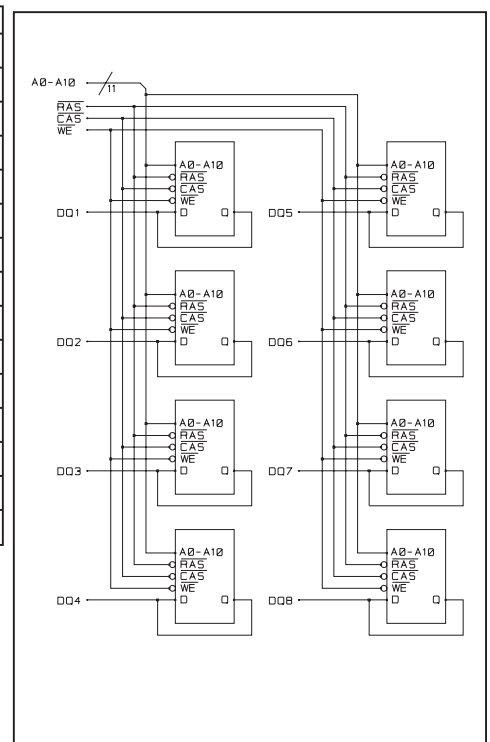 A0-A10
11
RAS
CAS
WE
A0-A10
RAS
CAS
WE
DQ1
D Q
A0-A10
RAS
CAS
WE
DQ5
D Q
A0-A10
RAS
CAS
WE
DQ2
D Q
A0-A10
RAS
CAS
WE
DQ6
D Q
A0-A10
RAS
CAS
WE
DQ3
D Q
A0-A10
RAS
CAS
WE
DQ7
D Q
A0-A10
RAS
CAS
WE
DQ4
D Q
A0-A10
RAS
CAS
WE
DQ8
D Q